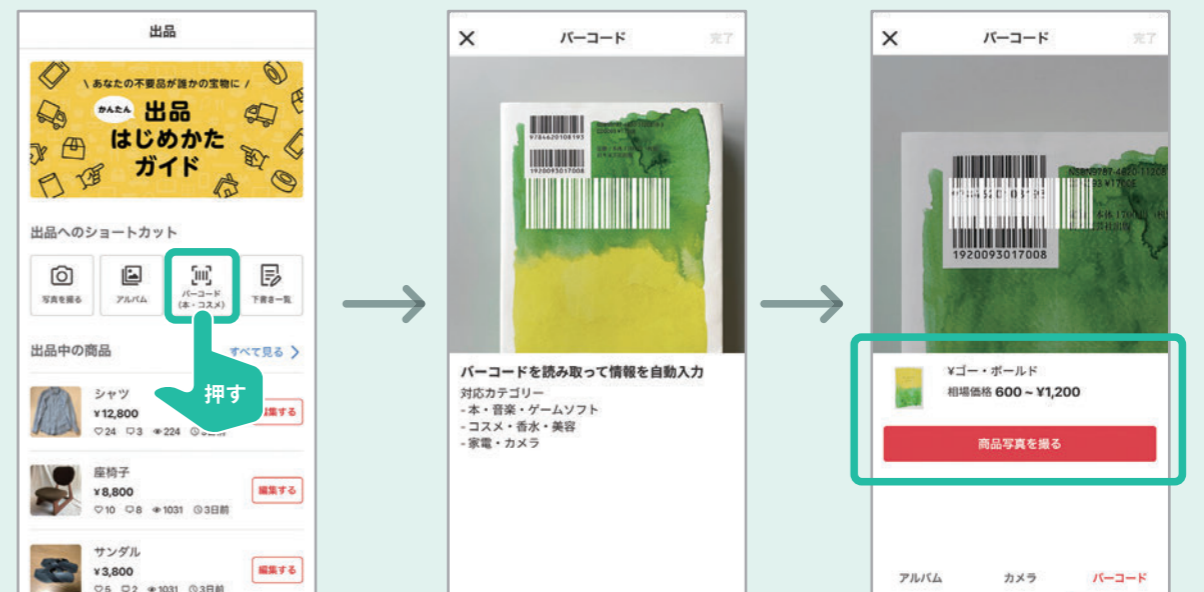 出品
\ あなたの不要品が誰かの宝物に /
かんたん 出品
はじめかた
ガイド
出品へのショートカット
写真を撮る
アルバム
バーコード
(本・コスメ)
下書き一覧
出品中の商品
すべて見る
押す
シャツ
¥12,800
24 3 224
集する
座椅子
¥8,800
10 8 1031 3日前
編集する
サンダル
¥3,800
5 2 1031 3日前
編集する
バーコード
完了
9784620108193
1920093017008
バーコードを読み取って情報を自動入力
対応カテゴリー
- 本・音楽・ゲームソフト
- コスメ・香水・美容
- 家電・カメラ
バーコード
完了
1920093017008
¥ゴー・ボールド
相場価格 600 ~ ¥1,200
商品写真を撮る
アルバム
カメラ
バーコード